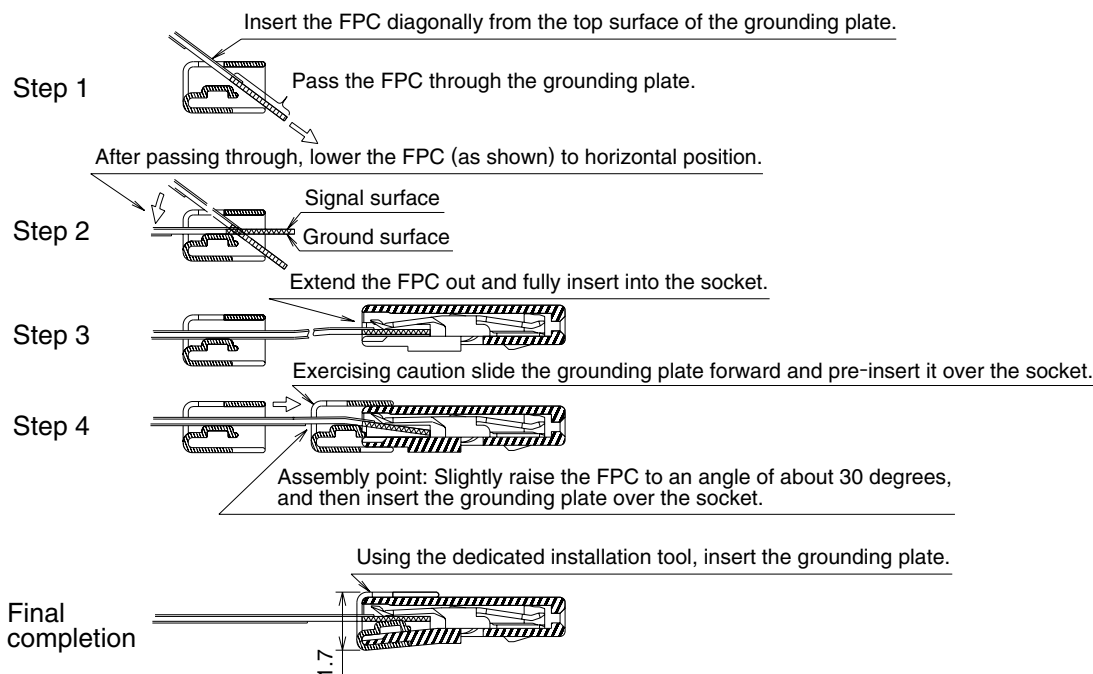 Insert the FPC diagonally from the top surface of the grounding plate.
Step 1
Pass the FPC through the grounding plate.
After passing through, lower the FPC (as shown) to horizontal position.
Step 2
Signal surface
Ground surface
Extend the FPC out and fully insert into the socket.
Step 3
Exercising caution slide the grounding plate forward and pre-insert it over the socket.
Step 4
Assembly point: Slightly raise the FPC to an angle of about 30 degrees,
and then insert the grounding plate over the socket.
Using the dedicated installation tool, insert the grounding plate.
Final
completion
1.7